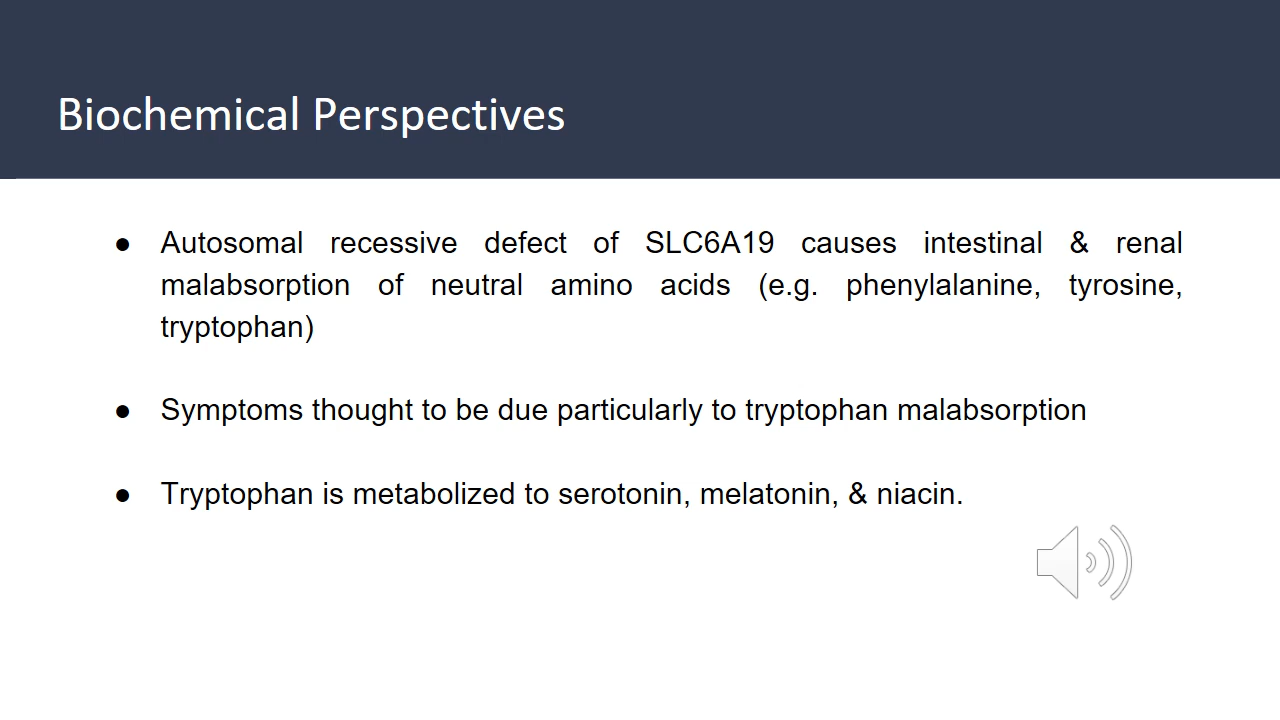 Biochemical Perspectives
● Autosomal recessive defect of SLC6A19 causes intestinal & renal
malabsorption of neutral amino acids (e.g. phenylalanine, tyrosine,
tryptophan)
● Symptoms thought to be due particularly to tryptophan malabsorption
● Tryptophan is metabolized to serotonin, melatonin, & niacin.